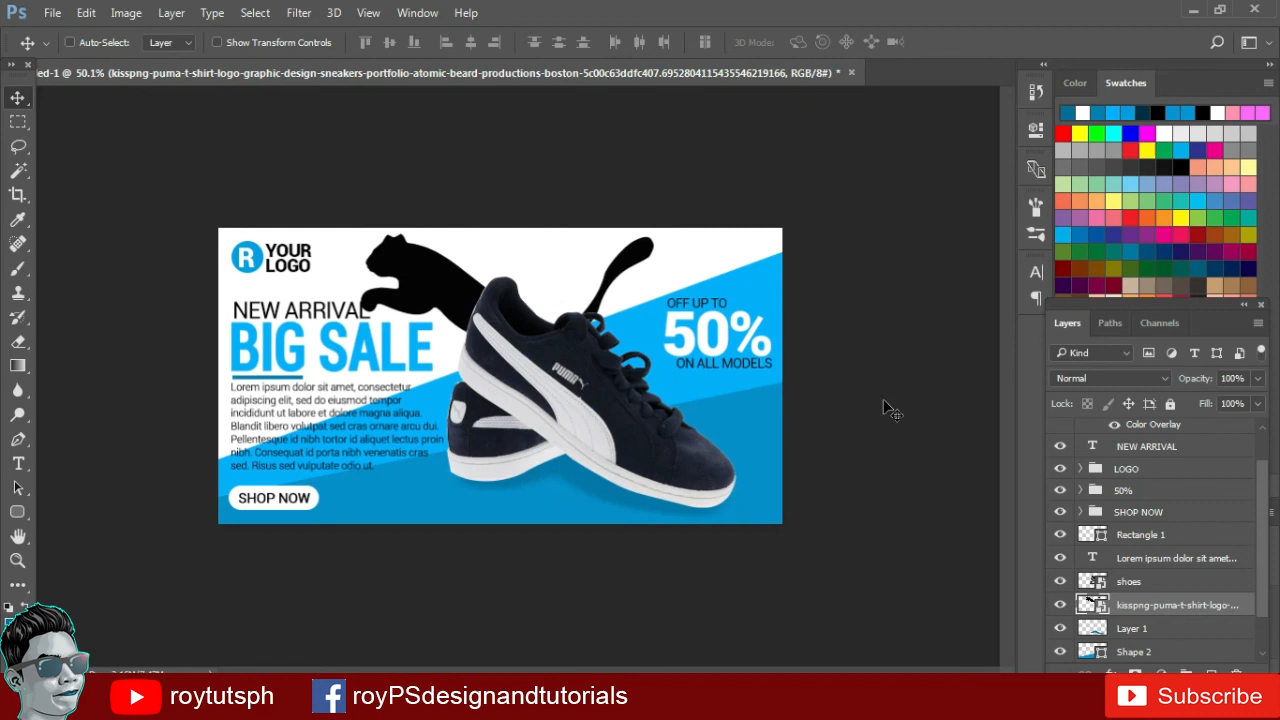 Ps File Edit Image Layer Type Select Filter 3D View Window Help
Auto-Select: Layer Show Transform Controls 3D Mode:
ed-1 @ 50.1% (kisspng-puma-t-shirt-logo-graphic-design-sneakers-portfolio-atomic-beard-productions-boston-5c00c63ddfc407.6952804115435546219166, RGB/8#) *
Color Swatches
R YOUR
LOGO
NEW ARRIVAL
BIG SALE
Lorem ipsum dolor sit amet, consectetur
adipiscing elit, sed do eiusmod tempor
incididunt ut labore et dolore magna aliqua.
Blandit libero volutpat sed cras ornare arcu dui.
Pellentesque id nibh tortor id aliquet lectus proin
nibh. Consequat id porta nibh venenatis cras
sed. Risus sed vulputate odio ut.
SHOP NOW
PUMA
OFF UP TO
50%
ON ALL MODELS
Layers Paths Channels
Kind
Normal Opacity: 100%
Lock: Fill: 100%
Color Overlay
NEW ARRIVAL
LOGO
50%
SHOP NOW
Rectangle 1
Lorem ipsum dolor sit amet...
shoes
kisspng-puma-t-shirt-logo-...
Layer 1
Shape 2
roytutsph royPSdesignandtutorials Subscribe